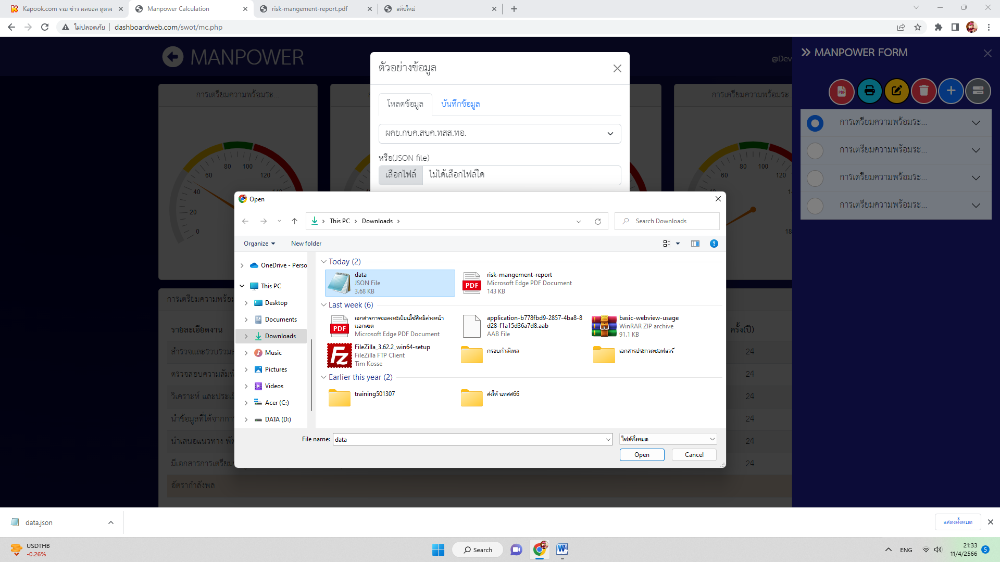 Kapook.com รวม ข่าว ผลบอล ดูดวง
Manpower Calculation
risk-mangement-report.pdf
แท็บใหม่
ไม่ปลอดภัย
dashboardweb.com/swot/mc.php
MANPOWER
@Dev
MANPOWER FORM
ตัวอย่างข้อมูล
โหลดข้อมูล
บันทึกข้อมูล
ผคย.กบค.สบค.ทสส.ทอ.
หรือ(JSON file)
เลือกไฟล์
ไม่ได้เลือกไฟล์ใด
การเตรียมความพร้อมระ...
การเตรียมความพร้อมระ...
PDF
การเตรียมความพร้อมระ...
การเตรียมความพร้อมระ...
การเตรียมความพร้อมระ...
การเตรียมความพร้อมระ...
0
20
40
60
80
100
120
60
80
100
60
80
100
120
Open
This PC
Downloads
Search Downloads
Organize
New folder
OneDrive - Perso
This PC
Desktop
Documents
Downloads
Music
Pictures
Videos
Acer (C:)
DATA (D:)
Today (2)
data
JSON File
3.68 KB
PDF
risk-mangement-report
Microsoft Edge PDF Document
143 KB
Last week (6)
PDF
เอกสารการขอลงทะเบียนใช้สิทธิล่วงหน้า
นอกเขต
Microsoft Edge PDF Document
application-b778fbd9-2857-4ba8-8
d28-f1a15d36a7d8.aab
AAB File
basic-webview-usage
WinRAR ZIP archive
91.1 KB
FileZilla_3.62.2_win64-setup
FileZilla FTP Client
Tim Kosse
กรอบกำลังพล
เอกสารประกวดซอฟแวร์
Earlier this year (2)
training501307
ส่งให้ นทสส66
File name:
data
ไฟล์ทั้งหมด
Open
Cancel
การเตรียมความพร้อม
รายละเอียดงาน
ครั้ง(ปี)
สำรวจและรวบรวม
24
ตรวจสอบความสัมพั
24
วิเคราะห์ และประเมิ
24
นำข้อมูลที่ได้จากกา
24
นำเสนอแนวทาง พัต
24
มีเอกสารการเตรียม
24
อัตรากำลังพล
data.json
แสดงทั้งหมด
USDTHB
-0.26%
Search
ENG
21:33
11/4/2566
5